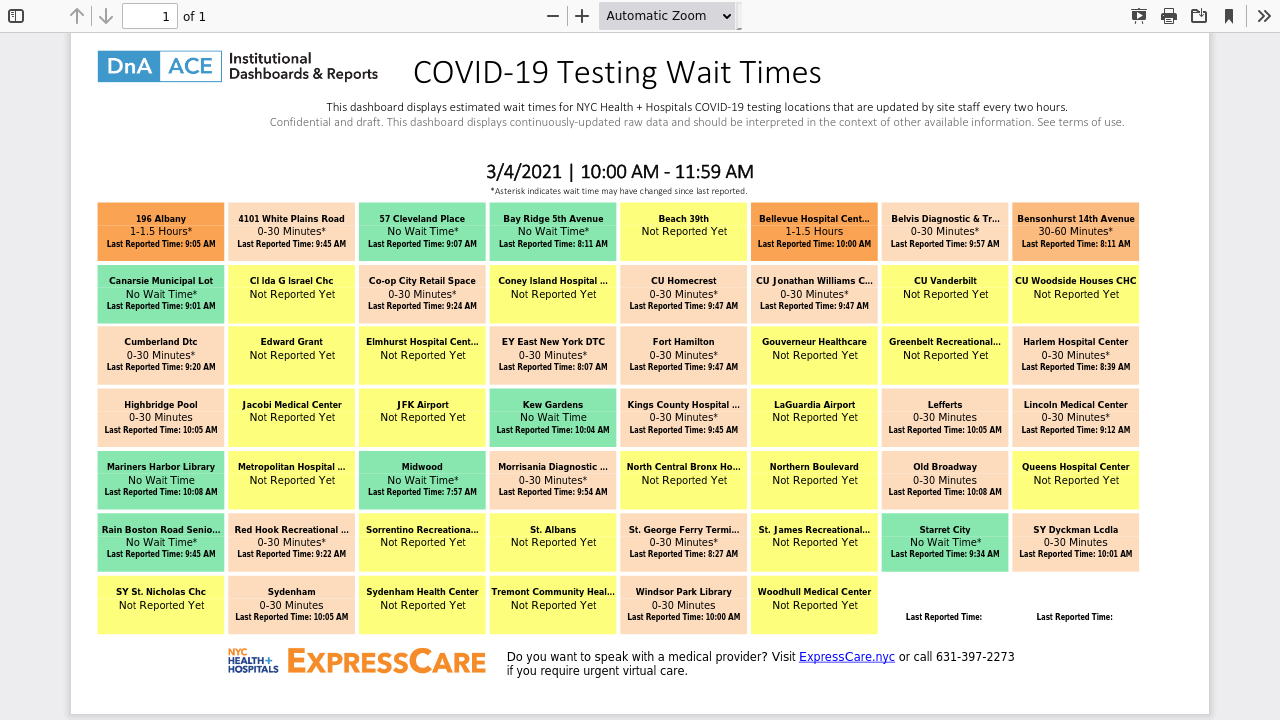 1 of 1 Automatic Zoom
DnA ACE Institutional
Dashboards & Reports
COVID-19 Testing Wait Times
This dashboard displays estimated wait times for NYC Health + Hospitals COVID-19 testing locations that are updated by site staff every two hours.
Confidential and draft. This dashboard displays continuously-updated raw data and should be interpreted in the context of other available information. See terms of use.
3/4/2021 | 10:00 AM - 11:59 AM
*Asterisk indicates wait time may have changed since last reported.
196 Albany 4101 White Plains Road 57 Cleveland Place Bay Ridge 5th Avenue Beach 39th Bellevue Hospital Cent... Belvis Diagnostic & Tr... Bensonhurst 14th Avenue
1-1.5 Hours* 0-30 Minutes* No Wait Time* No Wait Time* Not Reported Yet 1-1.5 Hours 0-30 Minutes* 30-60 Minutes*
Last Reported Time: 9:05 AM Last Reported Time: 9:45 AM Last Reported Time: 9:07 AM Last Reported Time: 8:11 AM Last Reported Time: 10:00 AM Last Reported Time: 9:57 AM Last Reported Time: 8:11 AM
Canarsie Municipal Lot CI Ida G Israel Chc Co-op City Retail Space Coney Island Hospital ... CU Homecrest CU Jonathan Williams C... CU Vanderbilt CU Woodside Houses CHC
No Wait Time* Not Reported Yet 0-30 Minutes* Not Reported Yet 0-30 Minutes* 0-30 Minutes* Not Reported Yet Not Reported Yet
Last Reported Time: 9:01 AM Last Reported Time: 9:24 AM Last Reported Time: 9:47 AM Last Reported Time: 9:47 AM
Cumberland Dtc Edward Grant Elmhurst Hospital Cent... EY East New York DTC Fort Hamilton Gouverneur Healthcare Greenbelt Recreational... Harlem Hospital Center
0-30 Minutes* Not Reported Yet Not Reported Yet 0-30 Minutes* 0-30 Minutes* Not Reported Yet Not Reported Yet 0-30 Minutes*
Last Reported Time: 9:20 AM Last Reported Time: 8:07 AM Last Reported Time: 9:47 AM Last Reported Time: 8:39 AM
Highbridge Pool Jacobi Medical Center JFK Airport Kew Gardens Kings County Hospital ... LaGuardia Airport Lefferts Lincoln Medical Center
0-30 Minutes Not Reported Yet Not Reported Yet No Wait Time 0-30 Minutes* Not Reported Yet 0-30 Minutes 0-30 Minutes*
Last Reported Time: 10:05 AM Last Reported Time: 10:04 AM Last Reported Time: 9:45 AM Last Reported Time: 10:05 AM Last Reported Time: 9:12 AM
Mariners Harbor Library Metropolitan Hospital ... Midwood Morrisania Diagnostic ... North Central Bronx Ho... Northern Boulevard Old Broadway Queens Hospital Center
No Wait Time Not Reported Yet No Wait Time* 0-30 Minutes* Not Reported Yet Not Reported Yet 0-30 Minutes Not Reported Yet
Last Reported Time: 10:08 AM Last Reported Time: 7:57 AM Last Reported Time: 9:54 AM Last Reported Time: 10:08 AM
Rain Boston Road Senio... Red Hook Recreational ... Sorrentino Recreationa... St. Albans St. George Ferry Termi... St. James Recreational... Starret City SY Dyckman Lcdla
No Wait Time* 0-30 Minutes* Not Reported Yet Not Reported Yet 0-30 Minutes* Not Reported Yet No Wait Time* 0-30 Minutes
Last Reported Time: 9:45 AM Last Reported Time: 9:22 AM Last Reported Time: 8:27 AM Last Reported Time: 9:34 AM Last Reported Time: 10:01 AM
SY St. Nicholas Chc Sydenham Sydenham Health Center Tremont Community Heal... Windsor Park Library Woodhull Medical Center
Not Reported Yet 0-30 Minutes Not Reported Yet Not Reported Yet 0-30 Minutes Not Reported Yet
Last Reported Time: 10:05 AM Last Reported Time: 10:00 AM Last Reported Time: Last Reported Time:
NYC
HEALTH+
HOSPITALS
EXPRESSCARE
Do you want to speak with a medical provider? Visit ExpressCare.nyc or call 631-397-2273
if you require urgent virtual care.